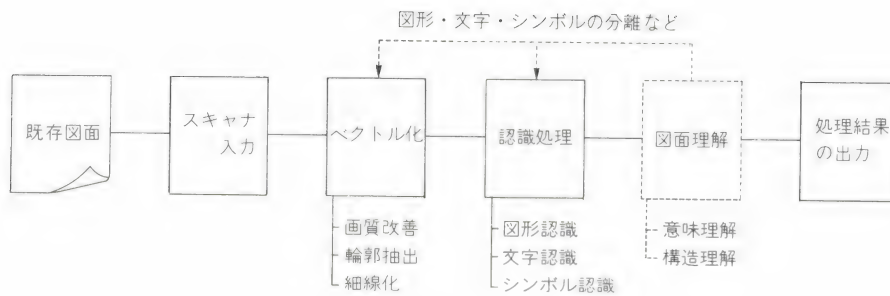 図形・文字・シンボルの分離など
既存図面
スキャナ
入力
ベクトル化
認識処理
図面理解
処理結果
の出力
画質改善
輪郭抽出
細線化
図形認識
文字認識
シンボル認識
意味理解
構造理解